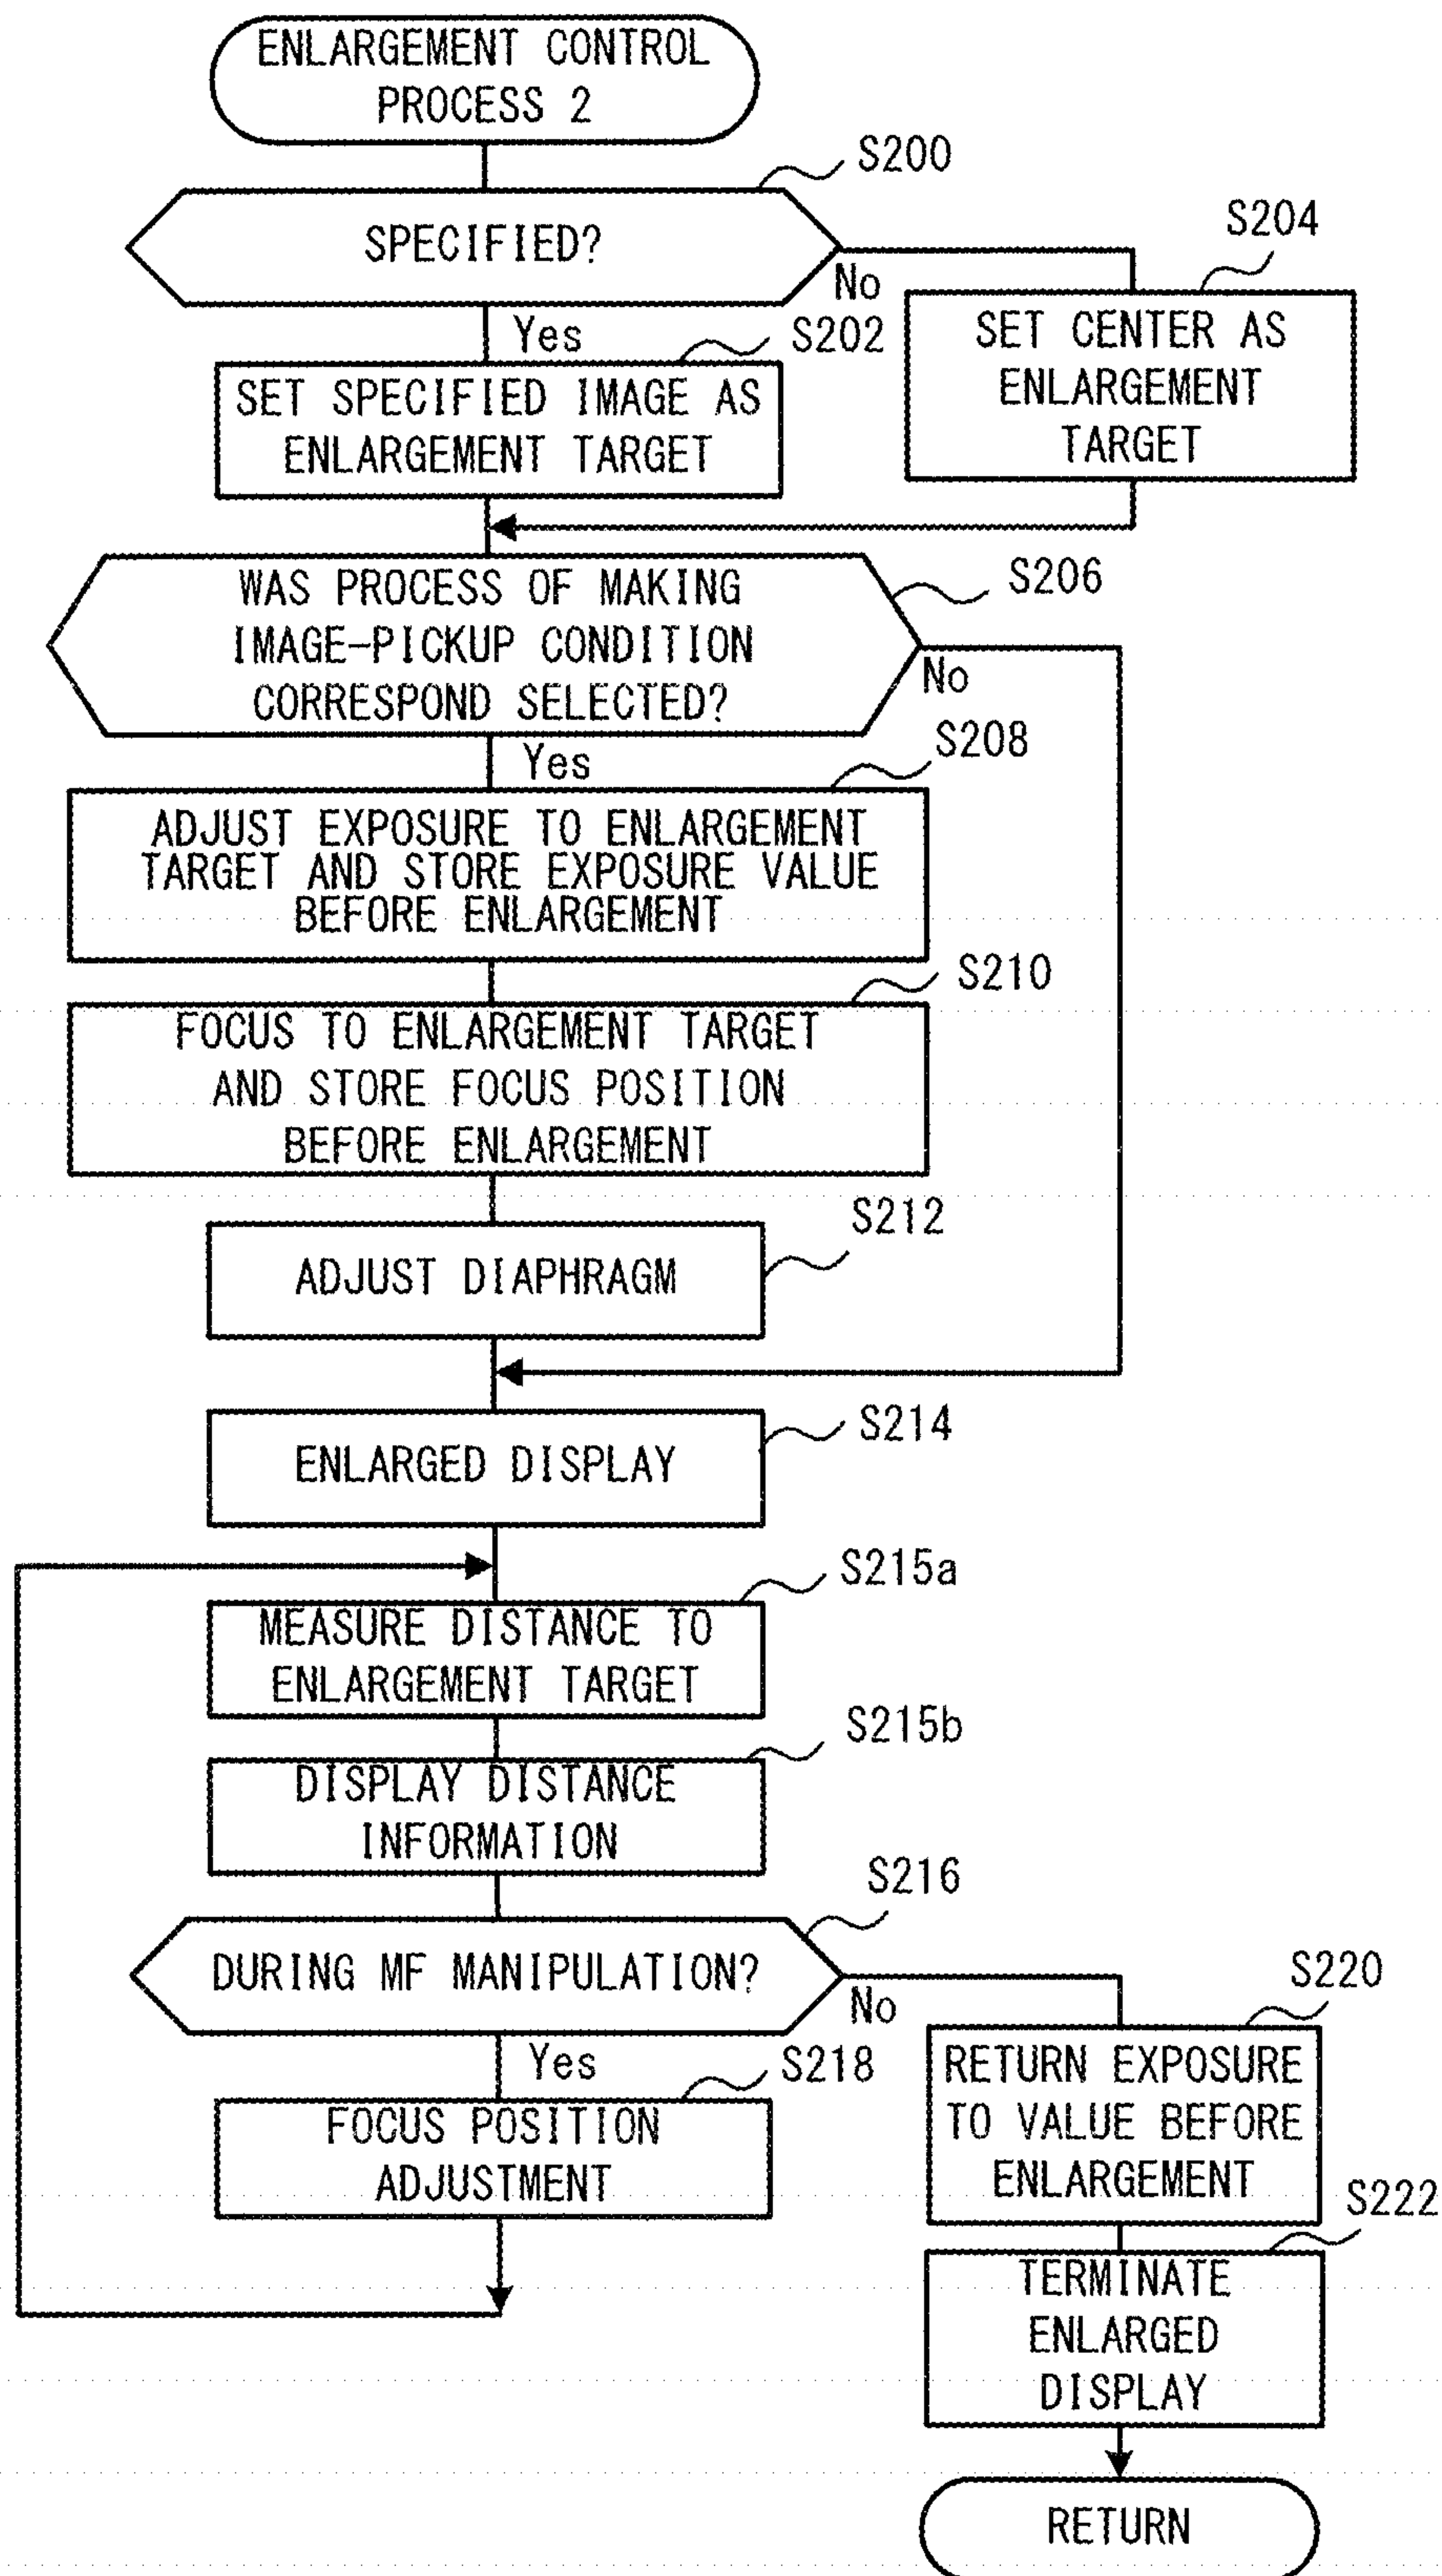 ENLARGEMENT CONTROL
PROCESS 2
S200
SPECIFIED?
No
S204
SET CENTER AS
ENLARGEMENT
TARGET
Yes
S202
SET SPECIFIED IMAGE AS
ENLARGEMENT TARGET
S206
WAS PROCESS OF MAKING
IMAGE-PICKUP CONDITION
CORRESPOND SELECTED?
No
Yes
S208
ADJUST EXPOSURE TO ENLARGEMENT
TARGET AND STORE EXPOSURE VALUE
BEFORE ENLARGEMENT
S210
FOCUS TO ENLARGEMENT TARGET
AND STORE FOCUS POSITION
BEFORE ENLARGEMENT
S212
ADJUST DIAPHRAGM
S214
ENLARGED DISPLAY
S215a
MEASURE DISTANCE TO
ENLARGEMENT TARGET
S215b
DISPLAY DISTANCE
INFORMATION
S216
DURING MF MANIPULATION?
No
Yes
S218
FOCUS POSITION
ADJUSTMENT
S220
RETURN EXPOSURE
TO VALUE BEFORE
ENLARGEMENT
S222
TERMINATE
ENLARGED
DISPLAY
RETURN